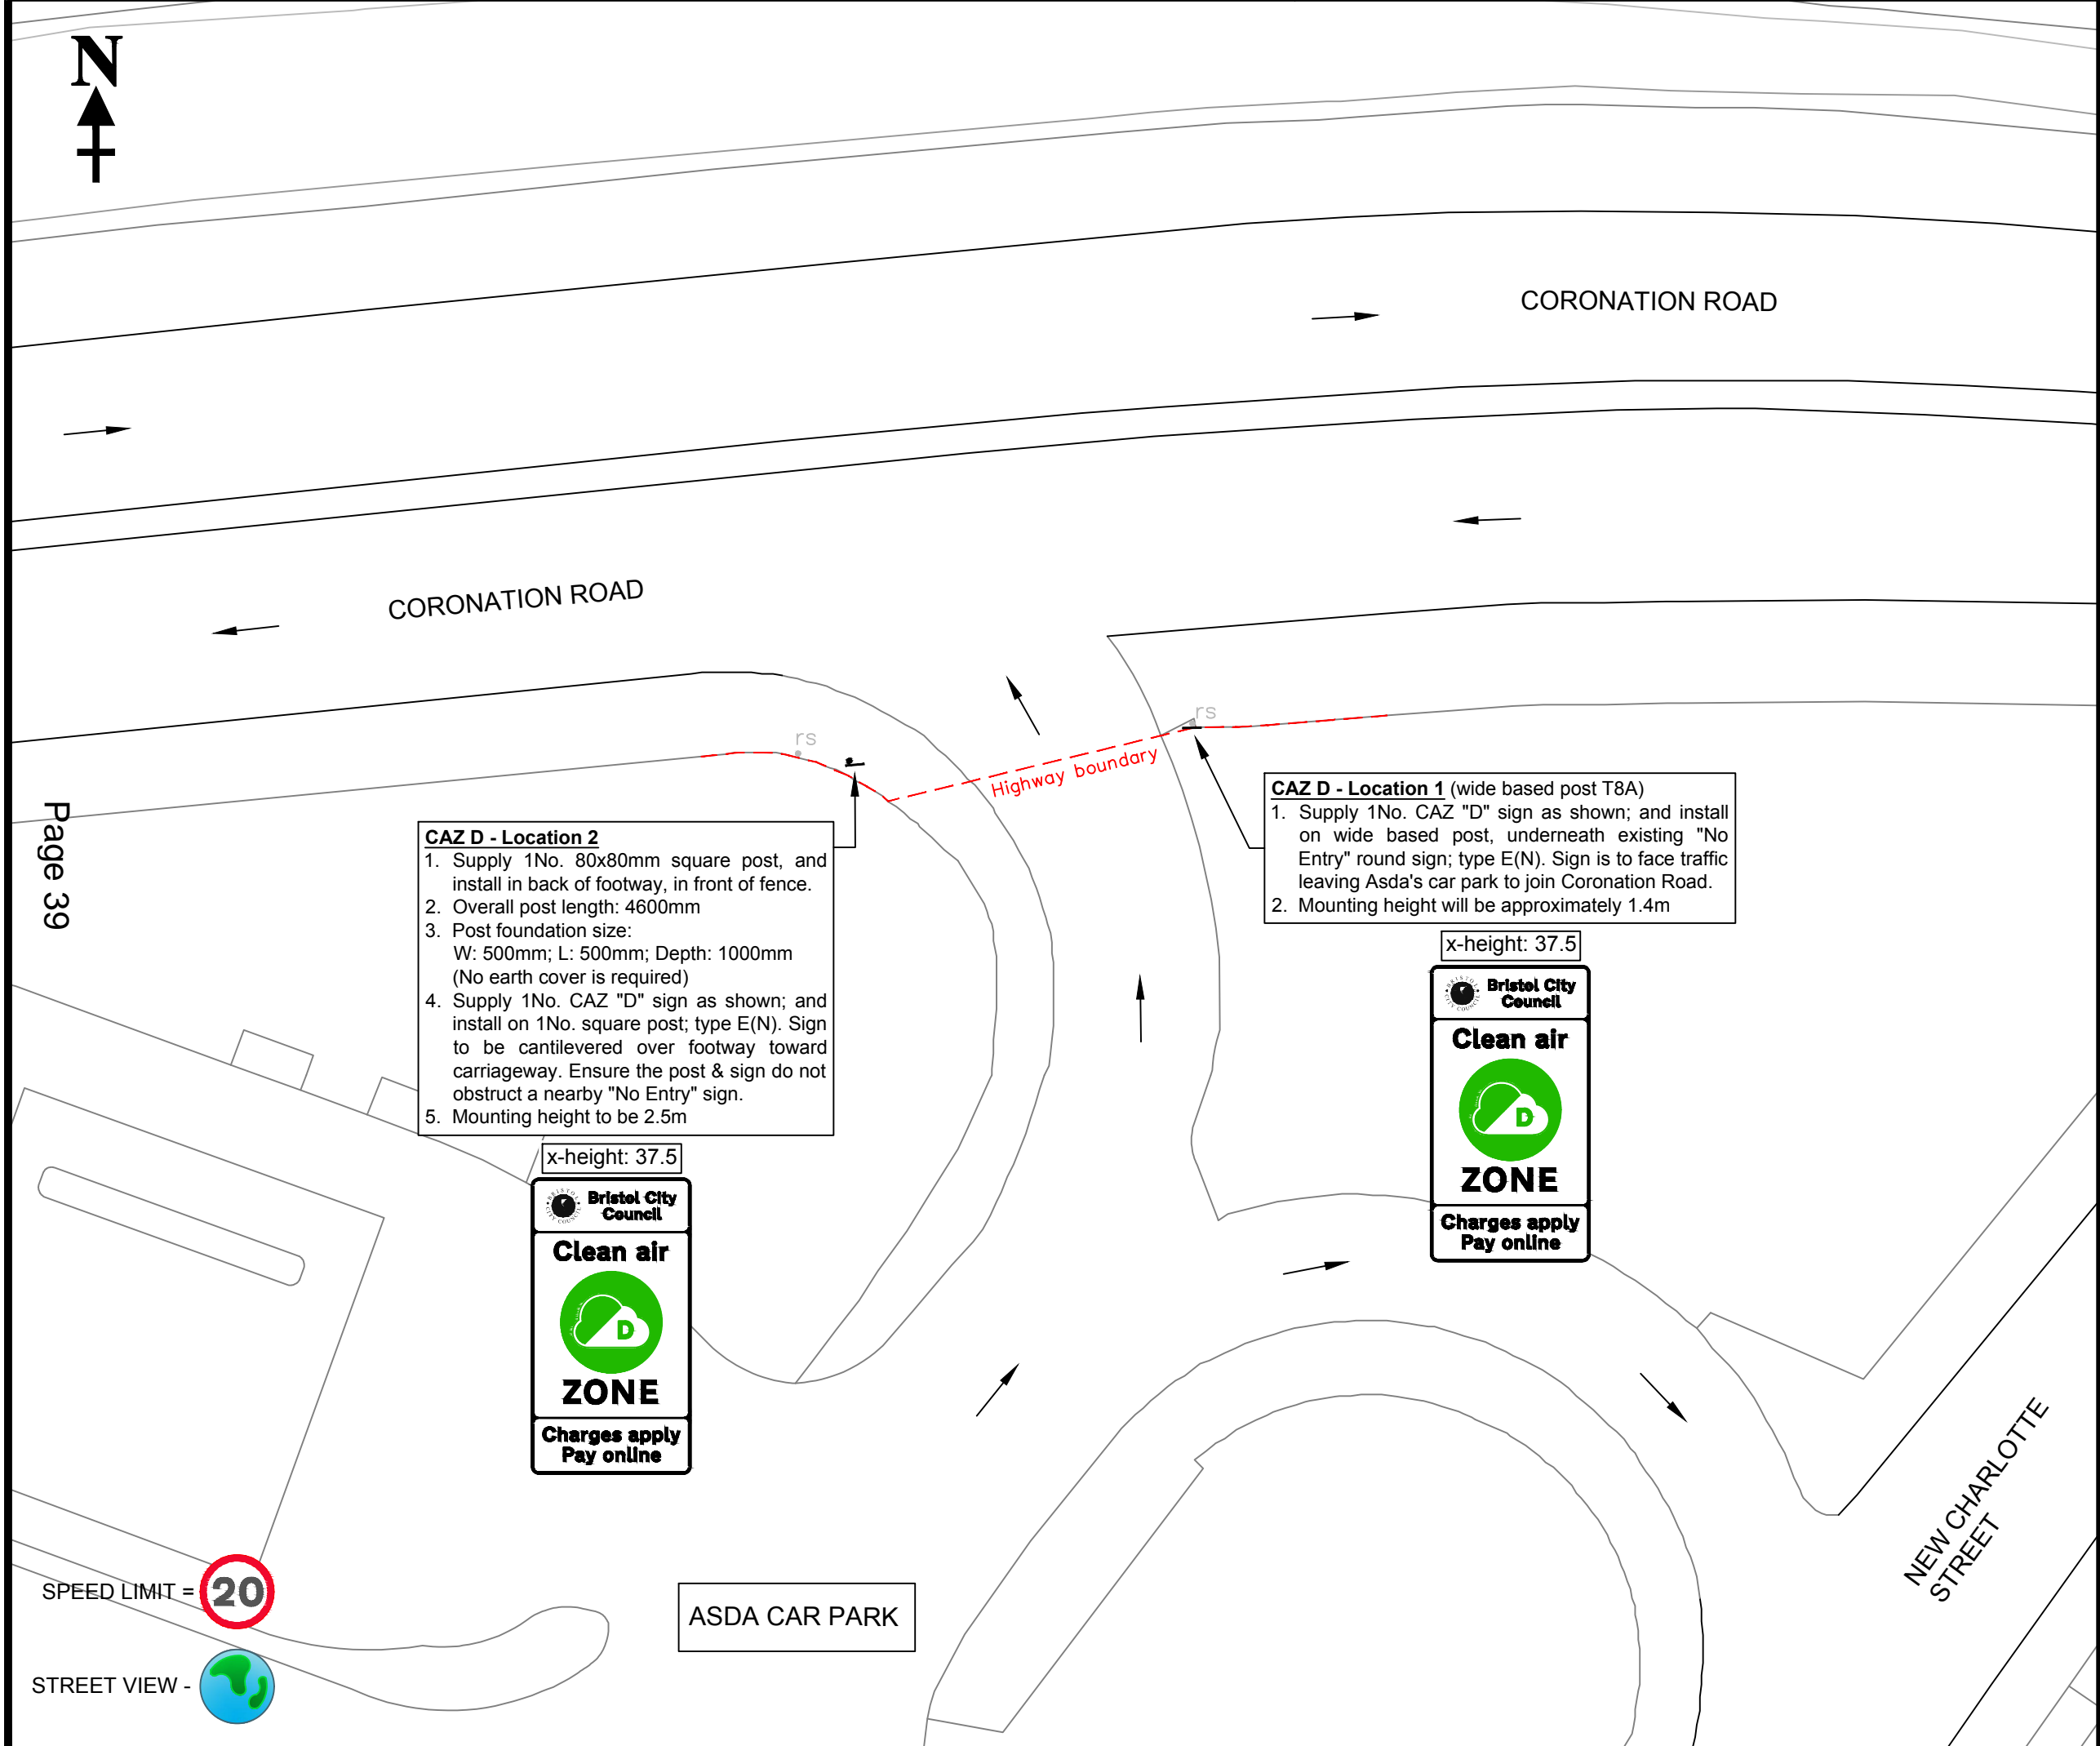 N
CORONATION ROAD
CORONATION ROAD
rs
rs
Highway boundary
Page 39
CAZ D - Location 1 (wide based post T8A)
1. Supply 1No. CAZ "D" sign as shown; and install
on wide based post, underneath existing "No
Entry" round sign; type E(N). Sign is to face traffic
leaving Asda's car park to join Coronation Road.
2. Mounting height will be approximately 1.4m
x-height: 37.5
Bristol City
Council
Clean air
D
ZONE
Charges apply
Pay online
CAZ D - Location 2
1. Supply 1No. 80x80mm square post, and
install in back of footway, in front of fence.
2. Overall post length: 4600mm
3. Post foundation size:
W: 500mm; L: 500mm; Depth: 1000mm
(No earth cover is required)
4. Supply 1No. CAZ "D" sign as shown; and
install on 1No. square post; type E(N). Sign
to be cantilevered over footway toward
carriageway. Ensure the post & sign do not
obstruct a nearby "No Entry" sign.
5. Mounting height to be 2.5m
x-height: 37.5
Bristol City
Council
Clean air
D
ZONE
Charges apply
Pay online
NEW CHARLOTTE
STREET
SPEED LIMIT = 20
ASDA CAR PARK
STREET VIEW -